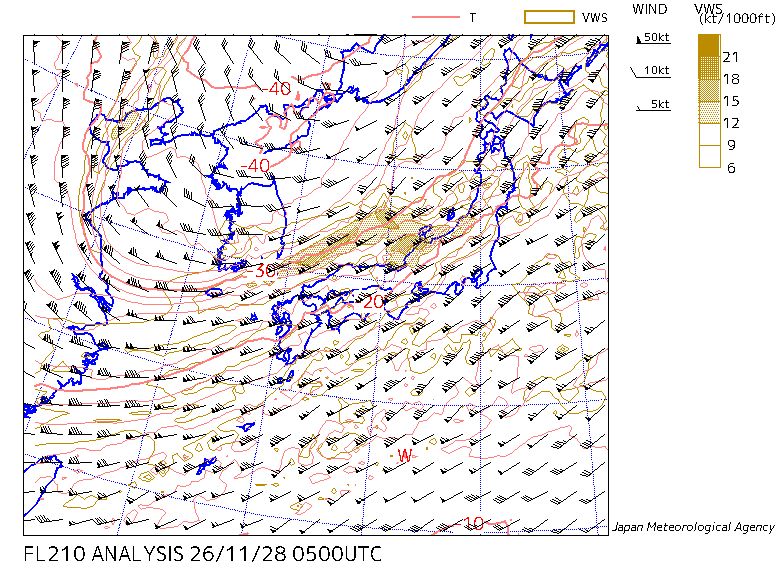 T VWS
WIND VWS
(kt/1000ft)
50kt
10kt
5kt
21
18
15
12
9
6
-40
-40
-30
-20
W
-10
Japan Meteorological Agency
FL210 ANALYSIS 26/11/28 0500UTC